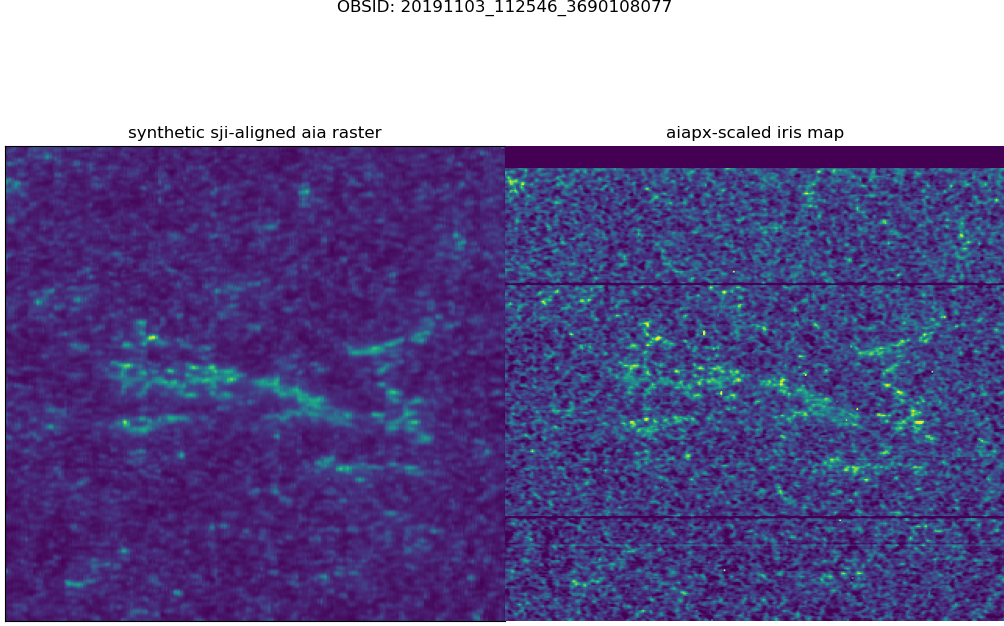 OBSID: 20191103_112546_3690108077
synthetic sji-aligned aia raster
aiapx-scaled iris map